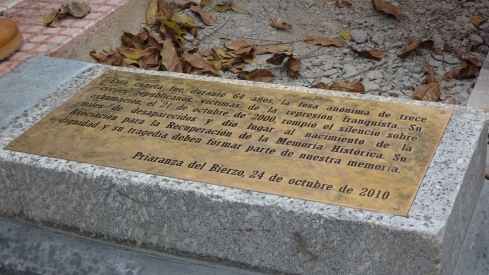 Esta cuneta fue, durante 64 años, la fosa anónima de trece
civiles republicanos, víctimas de la represión franquista. Su
exhumación, el 21 de octubre de 2000, rompió el silencio sobre
miles de desaparecidos y dio lugar al nacimiento de la
Asociación para la Recuperación de la Memoria Histórica. Su
dignidad y su tragedia deben formar parte de nuestra memoria.
Priaranza del Bierzo, 24 de octubre de 2010